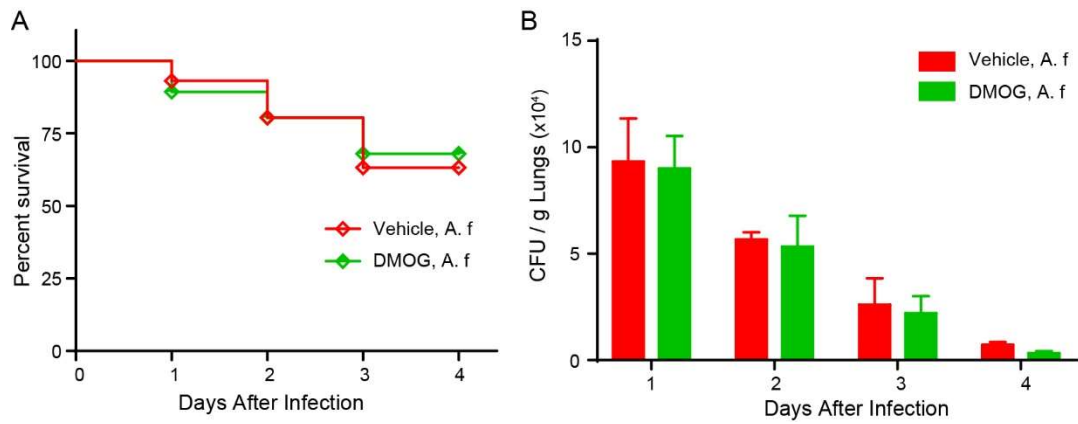 A
Percent survival
100
75
50
25
0
0 1 2 3 4
Days After Infection
Vehicle, A. f
DMOG, A. f
B
CFU / g Lungs (x10⁴)
15
10
5
0
1 2 3 4
Days After Infection
Vehicle, A. f
DMOG, A. f